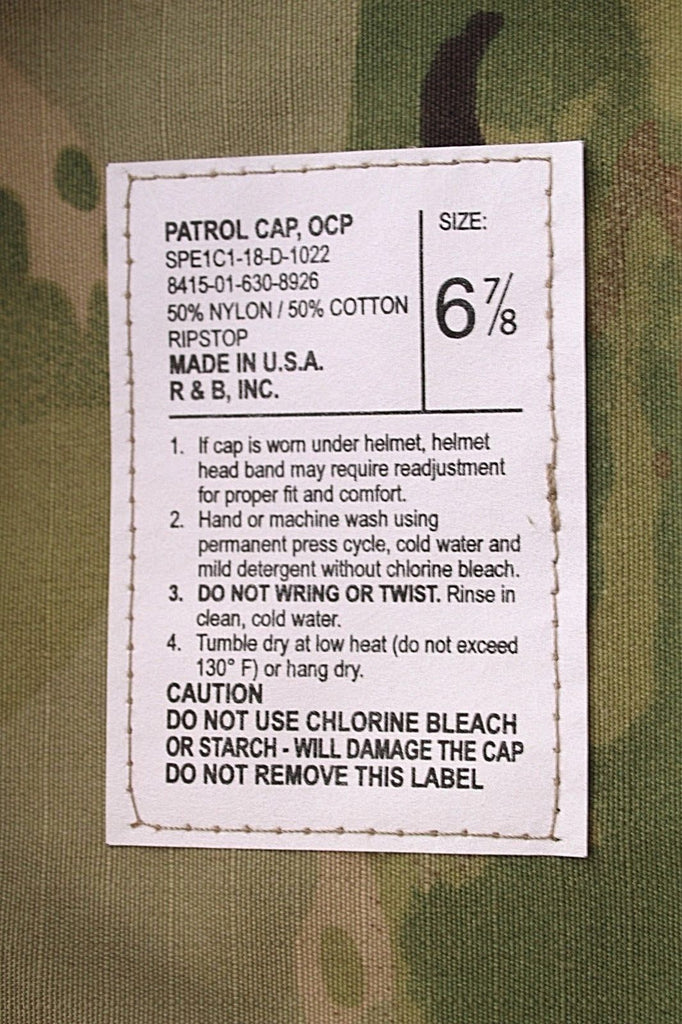 PATROL CAP, OCP
SPE1C1-18-D-1022
8415-01-630-8926
50% NYLON / 50% COTTON
RIPSTOP
MADE IN U.S.A.
R & B, INC.
SIZE:
6 7/8
1. If cap is worn under helmet, helmet
head band may require readjustment
for proper fit and comfort.
2. Hand or machine wash using
permanent press cycle, cold water and
mild detergent without chlorine bleach.
3. DO NOT WRING OR TWIST. Rinse in
clean, cold water.
4. Tumble dry at low heat (do not exceed
130° F) or hang dry.
CAUTION
DO NOT USE CHLORINE BLEACH
OR STARCH - WILL DAMAGE THE CAP
DO NOT REMOVE THIS LABEL